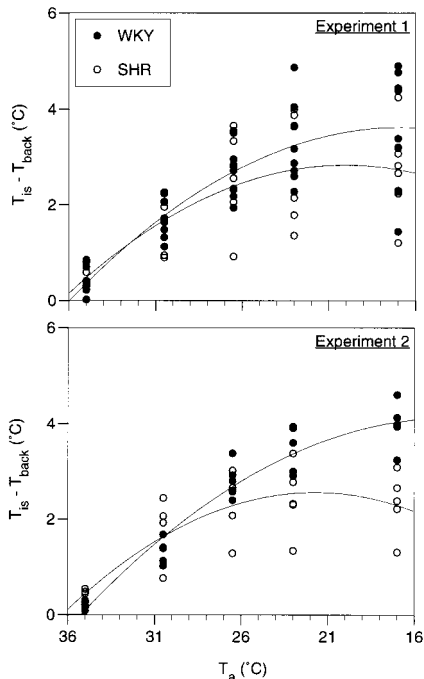 Experiment 1
WKY
SHR
6
4
2
0
T_is - T_back (°C)
Experiment 2
6
4
2
0
T_is - T_back (°C)
36 31 26 21 16
T_a (°C)